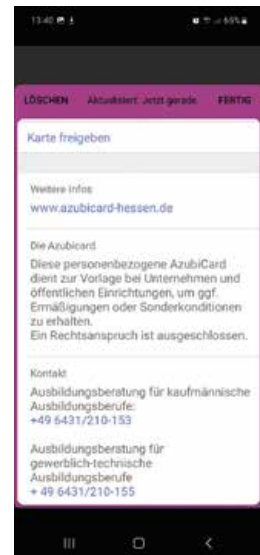 13:40
65%
LÖSCHEN Aktualisiert: Jetzt gerade FERTIG
Karte freigeben
Weitere Infos
www.azubicard-hessen.de
Die Azubicard
Diese personenbezogene AzubiCard
dient zur Vorlage bei Unternehmen und
öffentlichen Einrichtungen, um ggf.
Ermäßigungen oder Sonderkonditionen
zu erhalten.
Ein Rechtsanspruch ist ausgeschlossen.
Kontakt
Ausbildungsberatung für kaufmännische
Ausbildungsberufe:
+49 6431/210-153
Ausbildungsberatung für
gewerblich-technische
Ausbildungsberufe
+ 49 6431/210-155